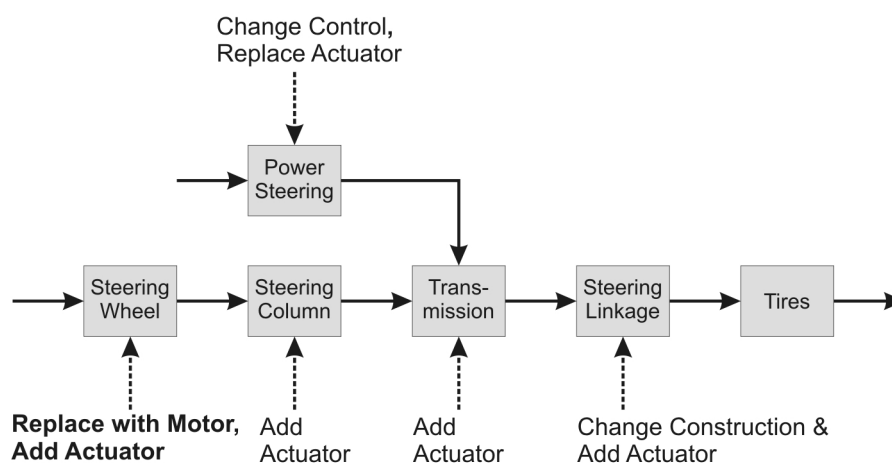 Change Control,
Replace Actuator
Power
Steering
Steering
Wheel
Steering
Column
Trans-
mission
Steering
Linkage
Tires
Replace with Motor,
Add Actuator
Add
Actuator
Add
Actuator
Change Construction &
Add Actuator